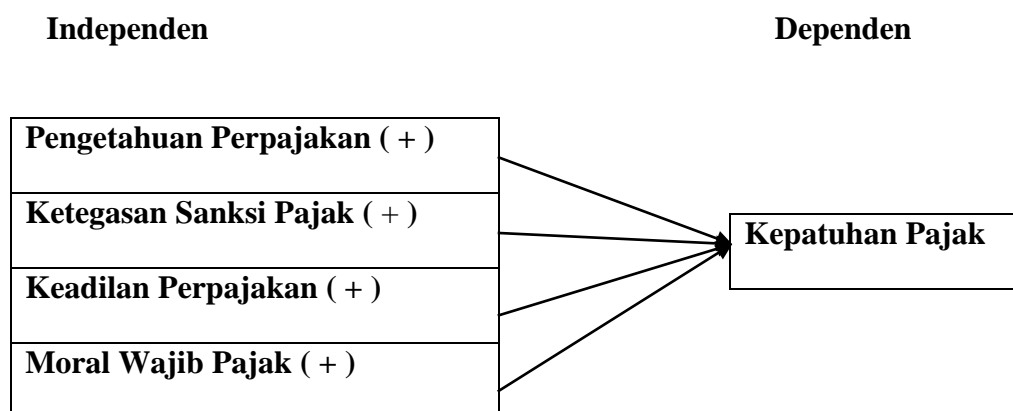 Independen Dependen
Pengetahuan Perpajakan ( + )
Ketegasan Sanksi Pajak ( + )
Kepatuhan Pajak
Keadilan Perpajakan ( + )
Moral Wajib Pajak ( + )